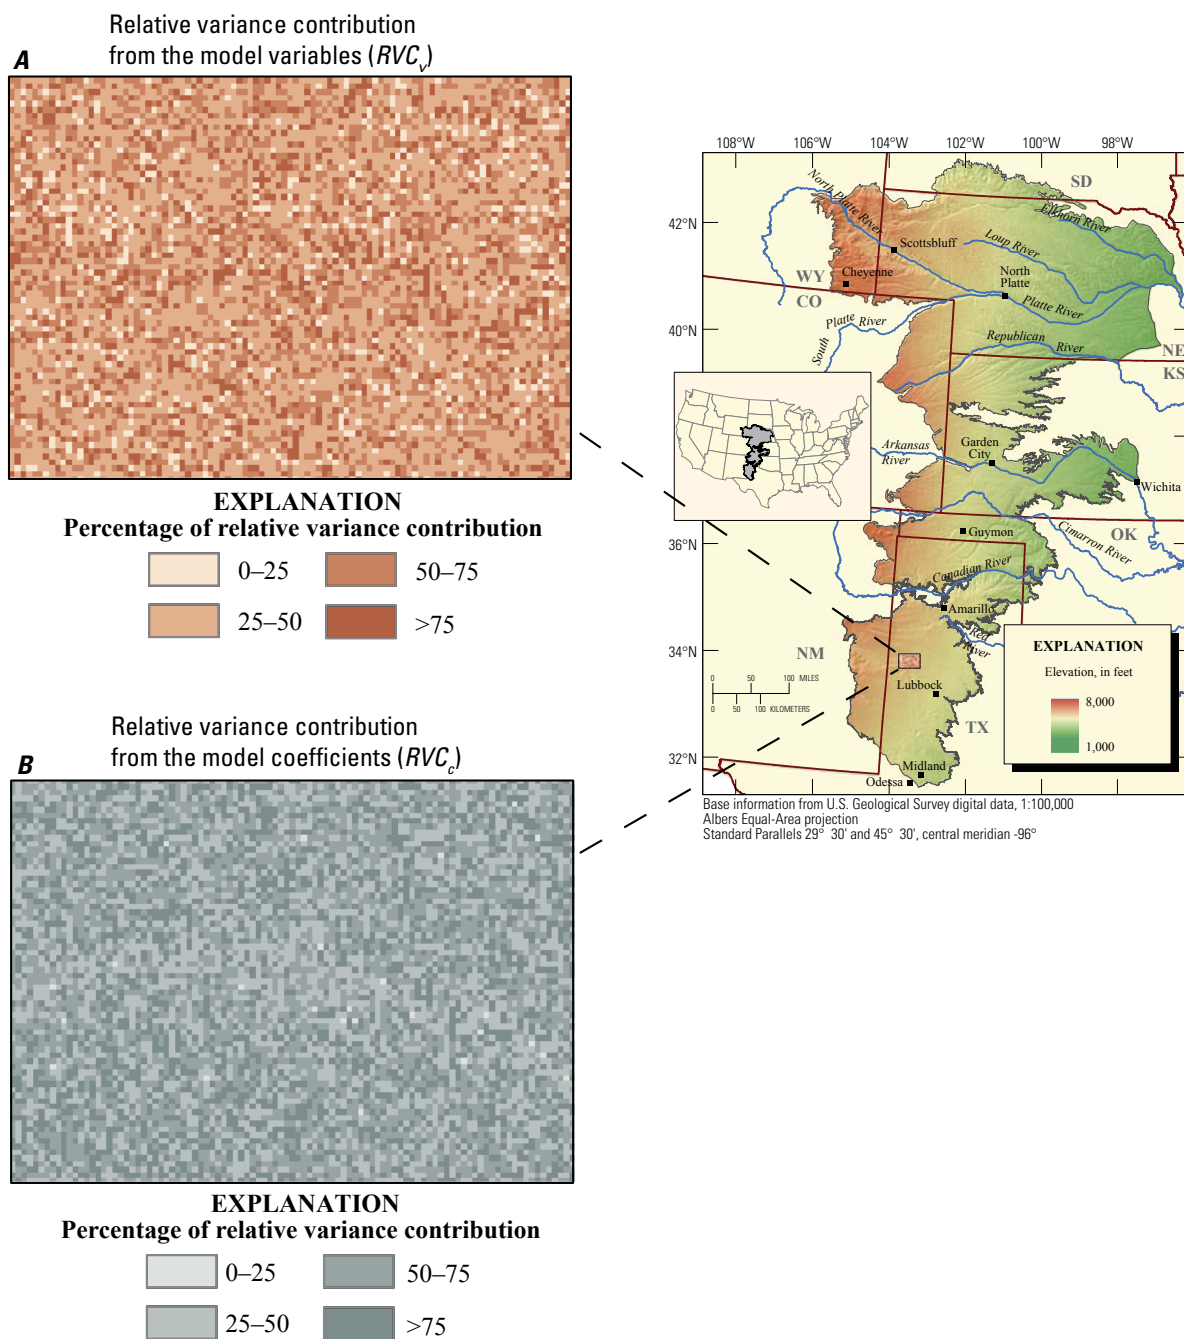 Relative variance contribution
from the model variables (RVCv)
A
EXPLANATION
Percentage of relative variance contribution
0–25
50–75
25–50
>75
Relative variance contribution
from the model coefficients (RVCc)
B
EXPLANATION
Percentage of relative variance contribution
0–25
50–75
25–50
>75
108°W
106°W
104°W
102°W
100°W
98°W
42°N
40°N
36°N
34°N
32°N
SD
WY
CO
NE
KS
OK
NM
TX
North Platte River
Elkhorn River
Loup River
Scottsbluff
Cheyenne
North
Platte
Platte River
South Platte River
Republican River
Arkansas
River
Garden
City
Wichita
Guymon
Cimarron River
Canadian River
Amarillo
Red River
Lubbock
Midland
Odessa
0 50 100 MILES
0 50 100 KILOMETERS
EXPLANATION
Elevation, in feet
8,000
1,000
Base information from U.S. Geological Survey digital data, 1:100,000
Albers Equal-Area projection
Standard Parallels 29° 30' and 45° 30', central meridian -96°